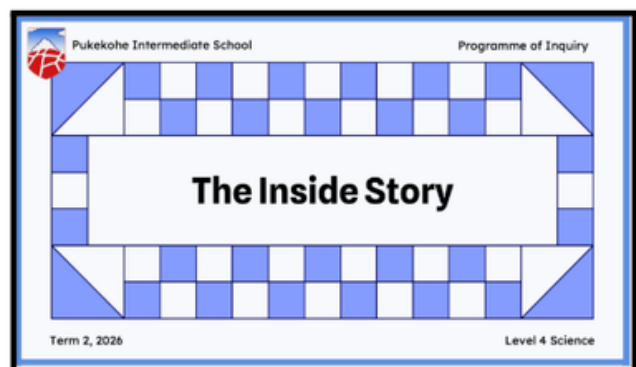 Pukekohe Intermediate School
Programme of Inquiry
The Inside Story
Term 2, 2026
Level 4 Science